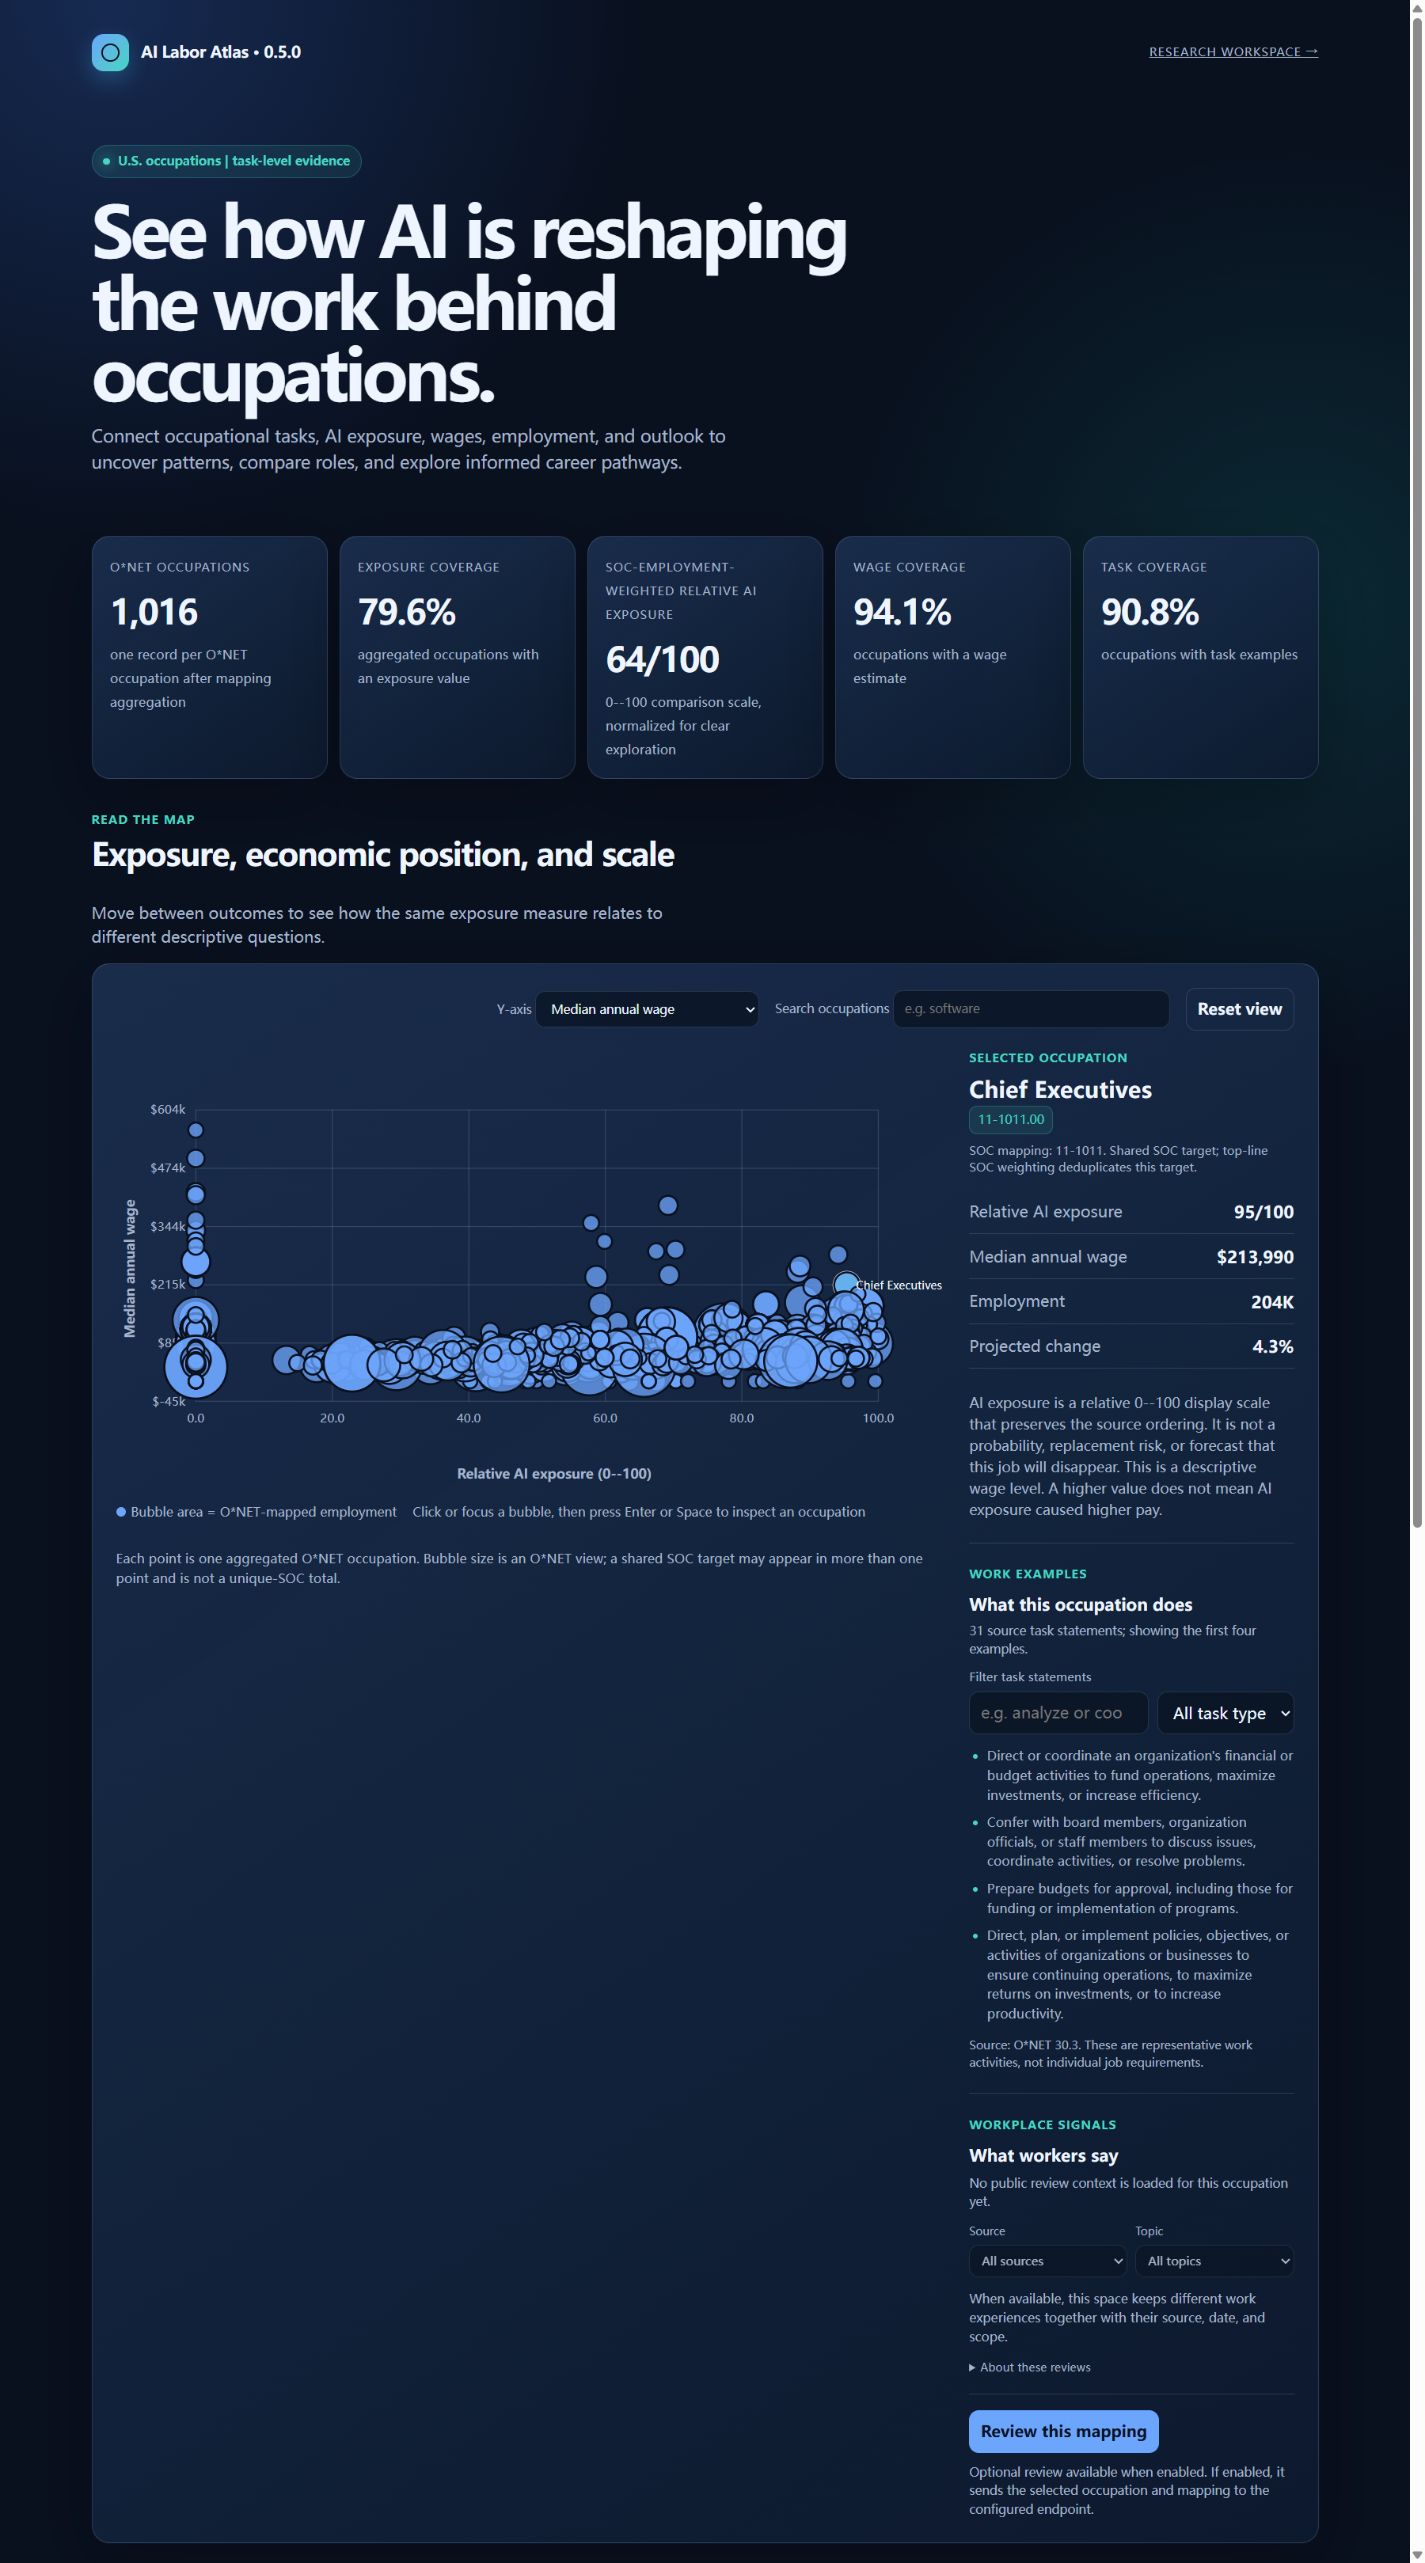 AI Labor Atlas • 0.5.0
RESEARCH WORKSPACE →
U.S. occupations | task-level evidence
See how AI is reshaping
the work behind
occupations.
Connect occupational tasks, AI exposure, wages, employment, and outlook to
uncover patterns, compare roles, and explore informed career pathways.
O*NET OCCUPATIONS
1,016
one record per O*NET
occupation after mapping
aggregation
EXPOSURE COVERAGE
79.6%
aggregated occupations with
an exposure value
SOC-EMPLOYMENT-
WEIGHTED RELATIVE AI
EXPOSURE
64/100
0--100 comparison scale,
normalized for clear
exploration
WAGE COVERAGE
94.1%
occupations with a wage
estimate
TASK COVERAGE
90.8%
occupations with task examples
READ THE MAP
Exposure, economic position, and scale
Move between outcomes to see how the same exposure measure relates to
different descriptive questions.
Y-axis
Median annual wage
Search occupations
e.g. software
Reset view
Median annual wage
$604k
$474k
$344k
$215k
$-45k
0.0
20.0
40.0
60.0
80.0
100.0
Chief Executives
Relative AI exposure (0--100)
Bubble area = O*NET-mapped employment
Click or focus a bubble, then press Enter or Space to inspect an occupation
Each point is one aggregated O*NET occupation. Bubble size is an O*NET view; a shared SOC target may appear in more than one
point and is not a unique-SOC total.
SELECTED OCCUPATION
Chief Executives
11-1011.00
SOC mapping: 11-1011. Shared SOC target; top-line
SOC weighting deduplicates this target.
Relative AI exposure 95/100
Median annual wage $213,990
Employment 204K
Projected change 4.3%
AI exposure is a relative 0--100 display scale
that preserves the source ordering. It is not a
probability, replacement risk, or forecast that
this job will disappear. This is a descriptive
wage level. A higher value does not mean AI
exposure caused higher pay.
WORK EXAMPLES
What this occupation does
31 source task statements; showing the first four
examples.
Filter task statements
e.g. analyze or coo
All task type
Direct or coordinate an organization's financial or
budget activities to fund operations, maximize
investments, or increase efficiency.
Confer with board members, organization
officials, or staff members to discuss issues,
coordinate activities, or resolve problems.
Prepare budgets for approval, including those for
funding or implementation of programs.
Direct, plan, or implement policies, objectives, or
activities of organizations or businesses to
ensure continuing operations, to maximize
returns on investments, or to increase
productivity.
Source: O*NET 30.3. These are representative work
activities, not individual job requirements.
WORKPLACE SIGNALS
What workers say
No public review context is loaded for this occupation
yet.
Source
Topic
All sources
All topics
When available, this space keeps different work
experiences together with their source, date, and
scope.
About these reviews
Review this mapping
Optional review available when enabled. If enabled, it
sends the selected occupation and mapping to the
configured endpoint.